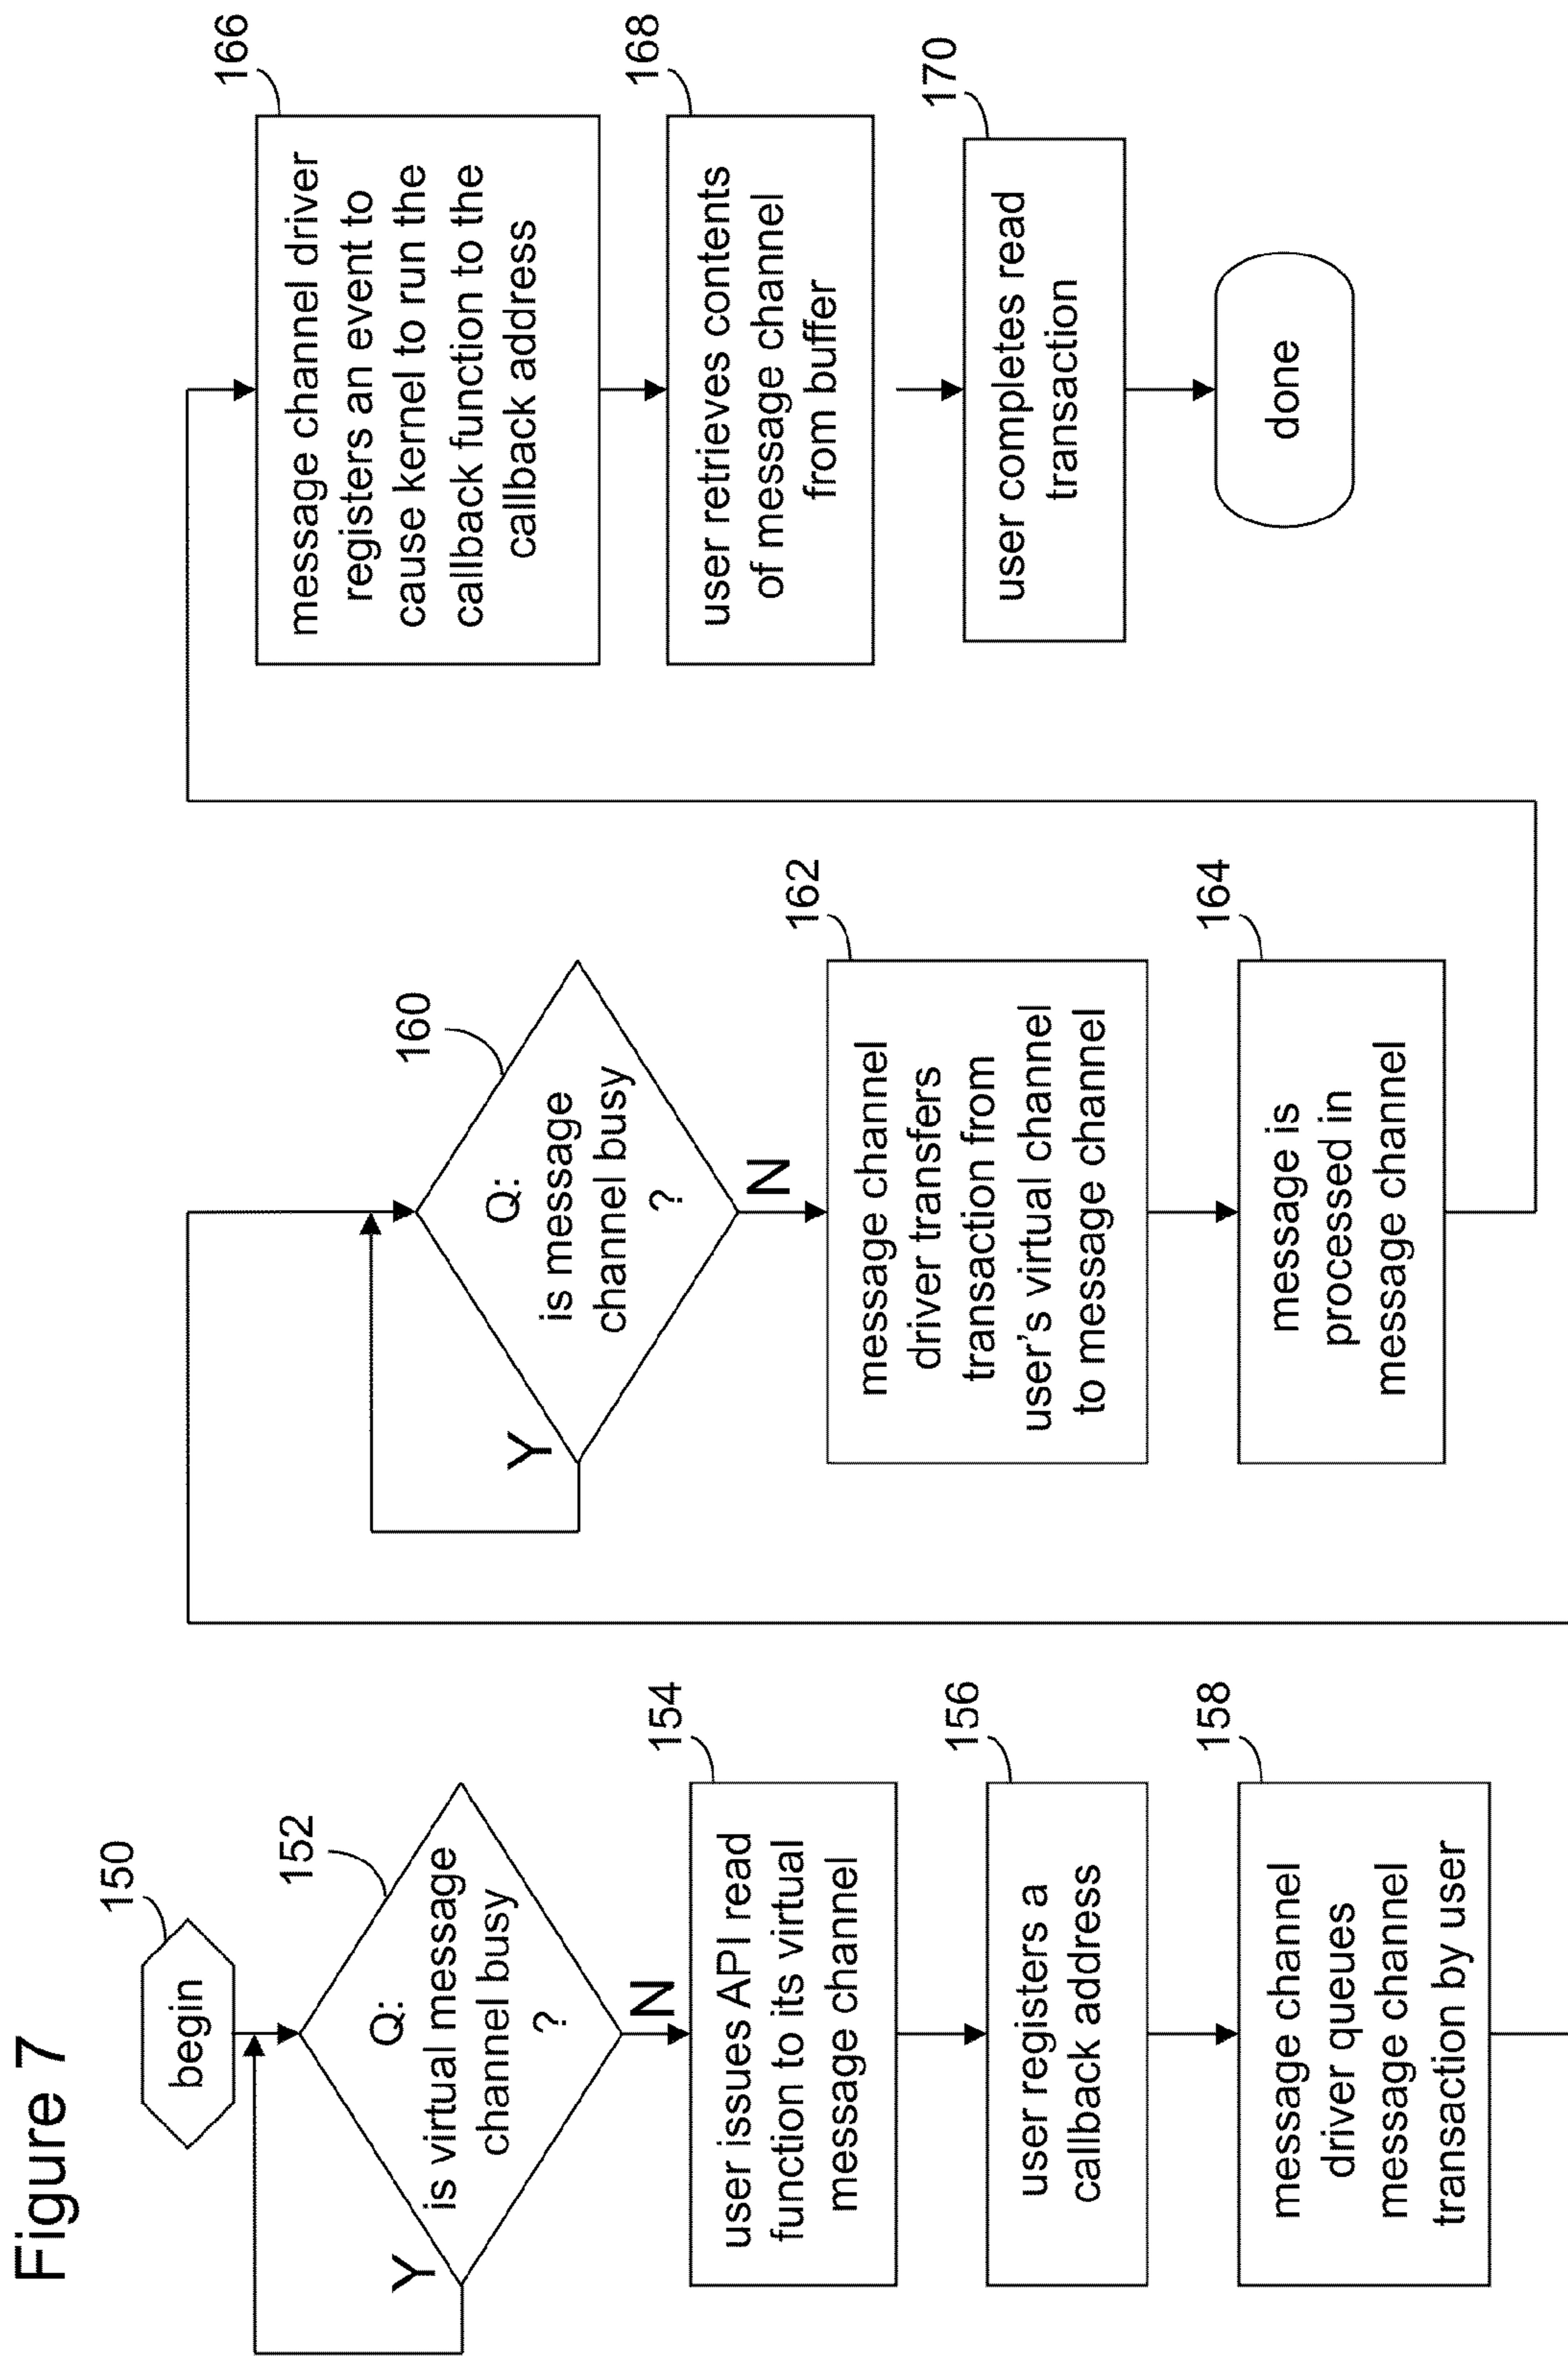 Figure 7
150
begin
152
Q:
is virtual message
channel busy
?
Y
N
154
user issues API read
function to its virtual
message channel
156
user registers a
callback address
158
message channel
driver queues
message channel
transaction by user
160
Q:
is message
channel busy
?
Y
N
162
message channel
driver transfers
transaction from
user's virtual channel
to message channel
164
message is
processed in
message channel
166
message channel driver
registers an event to
cause kernel to run the
callback function to the
callback address
168
user retrieves contents
of message channel
from buffer
170
user completes read
transaction
done